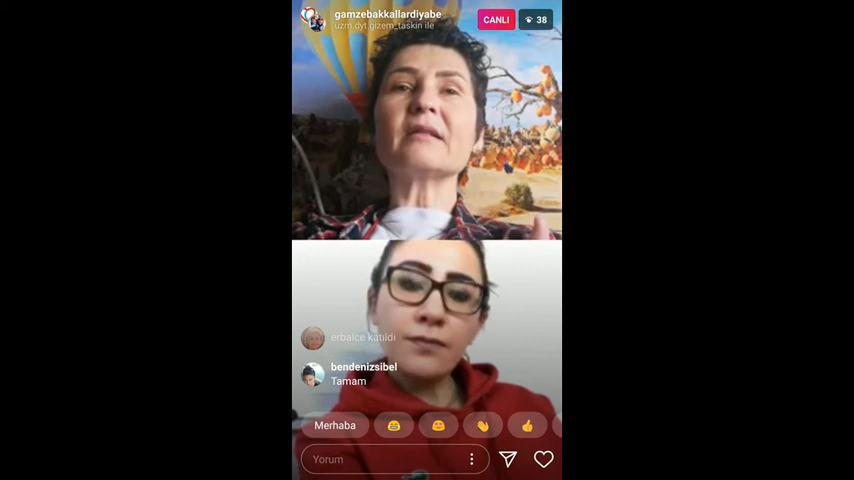 gamzebakkallardiyabe
uzm.dyt.gizem_taskin ile
CANLI
38
erbalce katıldı
bendenizsibel
Tamam
Merhaba
Yorum